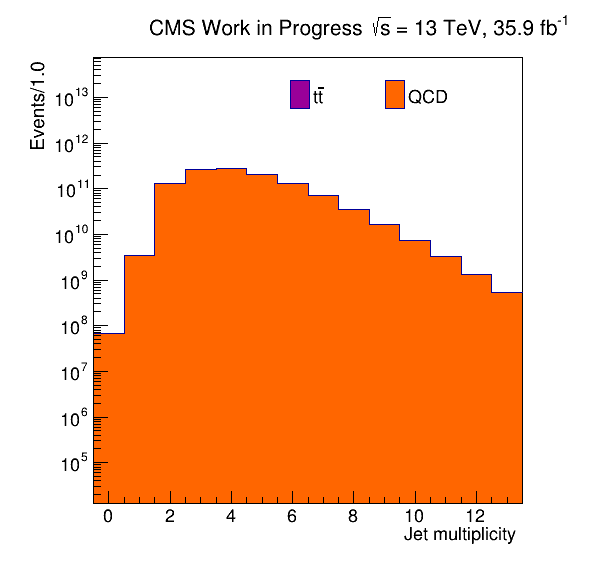 CMS Work in Progress √s = 13 TeV, 35.9 fb⁻¹
Events/1.0
tt̄ QCD
10¹³
10¹²
10¹¹
10¹⁰
10⁹
10⁸
10⁷
10⁶
10⁵
0 2 4 6 8 10 12
Jet multiplicity